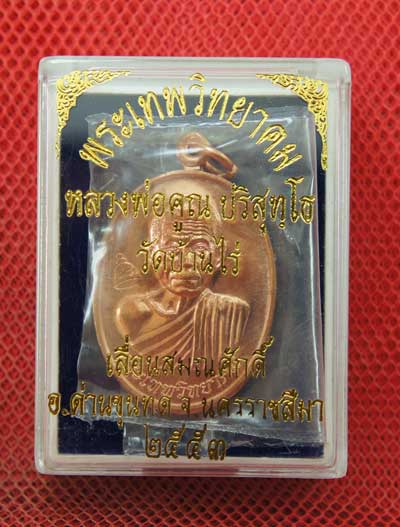 พระเทพวิทยาคม
หลวงพ่อคูณ ปริสุทฺโธ
วัดบ้านไร่
เลื่อนสมณศักดิ์
อ.ด่านขุนทด จ.นครราชสีมา
๒๕๕๓